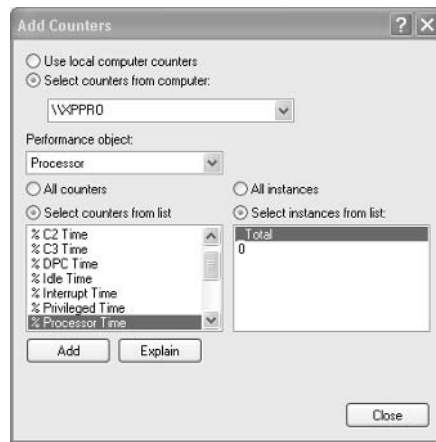 Add Counters
Use local computer counters
Select counters from computer:
\\XPPRO
Performance object:
Processor
All counters
All instances
Select counters from list
Select instances from list:
% C2 Time
% C3 Time
% DPC Time
% Idle Time
% Interrupt Time
% Privileged Time
% Processor Time
_Total
0
Add
Explain
Close